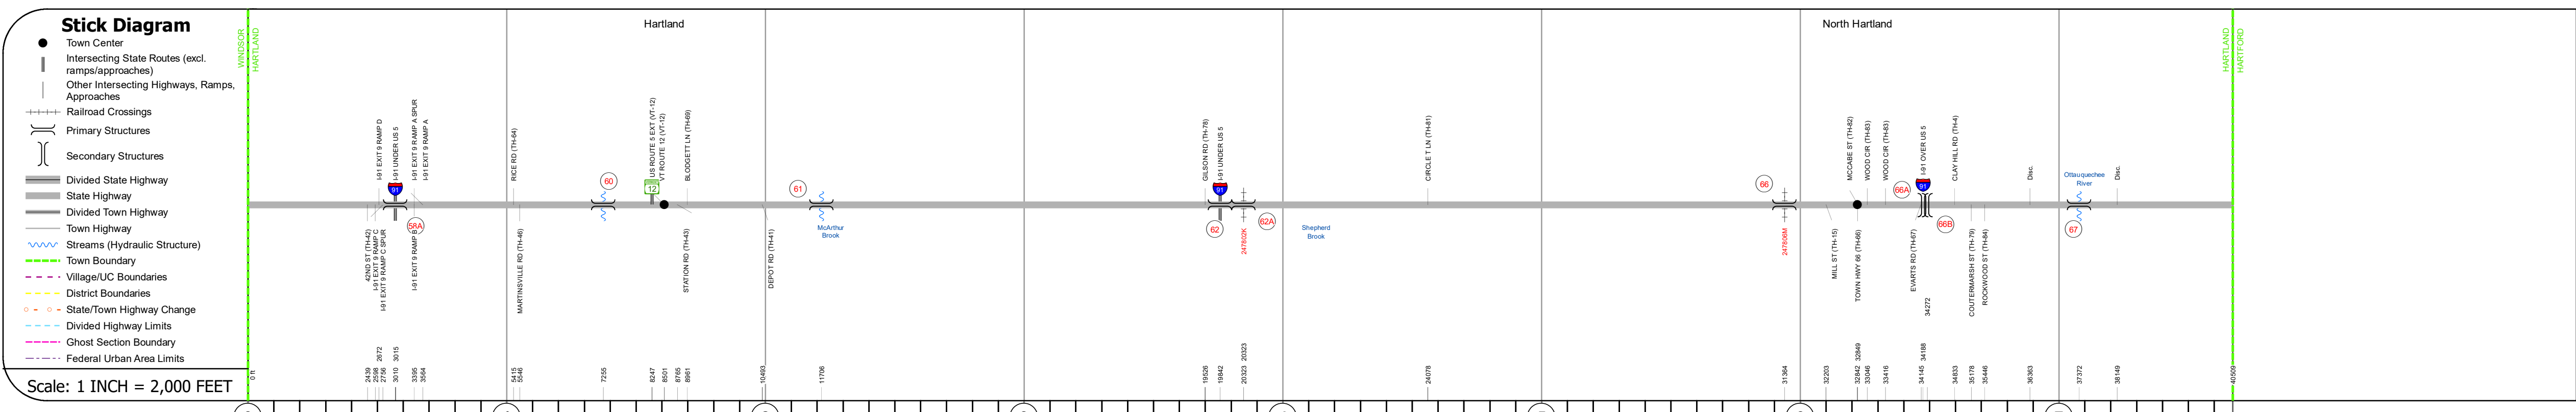 Stick Diagram
Town Center
Intersecting State Routes (excl.
ramps/approaches)
Other Intersecting Highways, Ramps,
Approaches
Railroad Crossings
Primary Structures
Secondary Structures
Divided State Highway
State Highway
Divided Town Highway
Town Highway
Streams (Hydraulic Structure)
Town Boundary
Village/UC Boundaries
District Boundaries
State/Town Highway Change
Divided Highway Limits
Ghost Section Boundary
Federal Urban Area Limits
Scale: 1 INCH = 2,000 FEET
WINDSOR
HARTLAND
Hartland
North Hartland
HARTLAND
HARTFORD
I-91 EXIT 9 RAMP D
I-91 UNDER US 5
I-91 EXIT 9 RAMP A SPUR
I-91 EXIT 9 RAMP A
RICE RD (TH-64)
US ROUTE 5 EXT (VT-12)
VT ROUTE 12 (VT-12)
BLODGETT LN (TH-69)
GILSON RD (TH-78)
I-91 UNDER US 5
CIRCLE T LN (TH-81)
MCCABE ST (TH-82)
WOOD CIR (TH-83)
WOOD CIR (TH-83)
I-91 OVER US 5
CLAY HILL RD (TH-4)
Disc.
Ottauquechee
River
Disc.
91
60
12
61
91
66
66A
91
58A
62
62A
66B
67
42ND ST (TH-42)
I-91 EXIT 9 RAMP C
I-91 EXIT 9 RAMP C SPUR
I-91 EXIT 9 RAMP B
MARTINSVILLE RD (TH-46)
STATION RD (TH-43)
DEPOT RD (TH-41)
McArthur
Brook
247802K
Shepherd
Brook
247806M
MILL ST (TH-15)
TOWN HWY 66 (TH-66)
EVARTS RD (TH-67)
34272
COUTERMARSH ST (TH-79)
ROCKWOOD ST (TH-84)
0 ft
2439
2598
2672
2756
3010
3015
3395
3564
5415
5546
7255
8247
8501
8765
8961
10493
11706
19526
19842
20323
20323
24078
31364
32203
32842
32849
33046
33416
34145
34188
34833
35178
35446
36363
37372
38149
40509